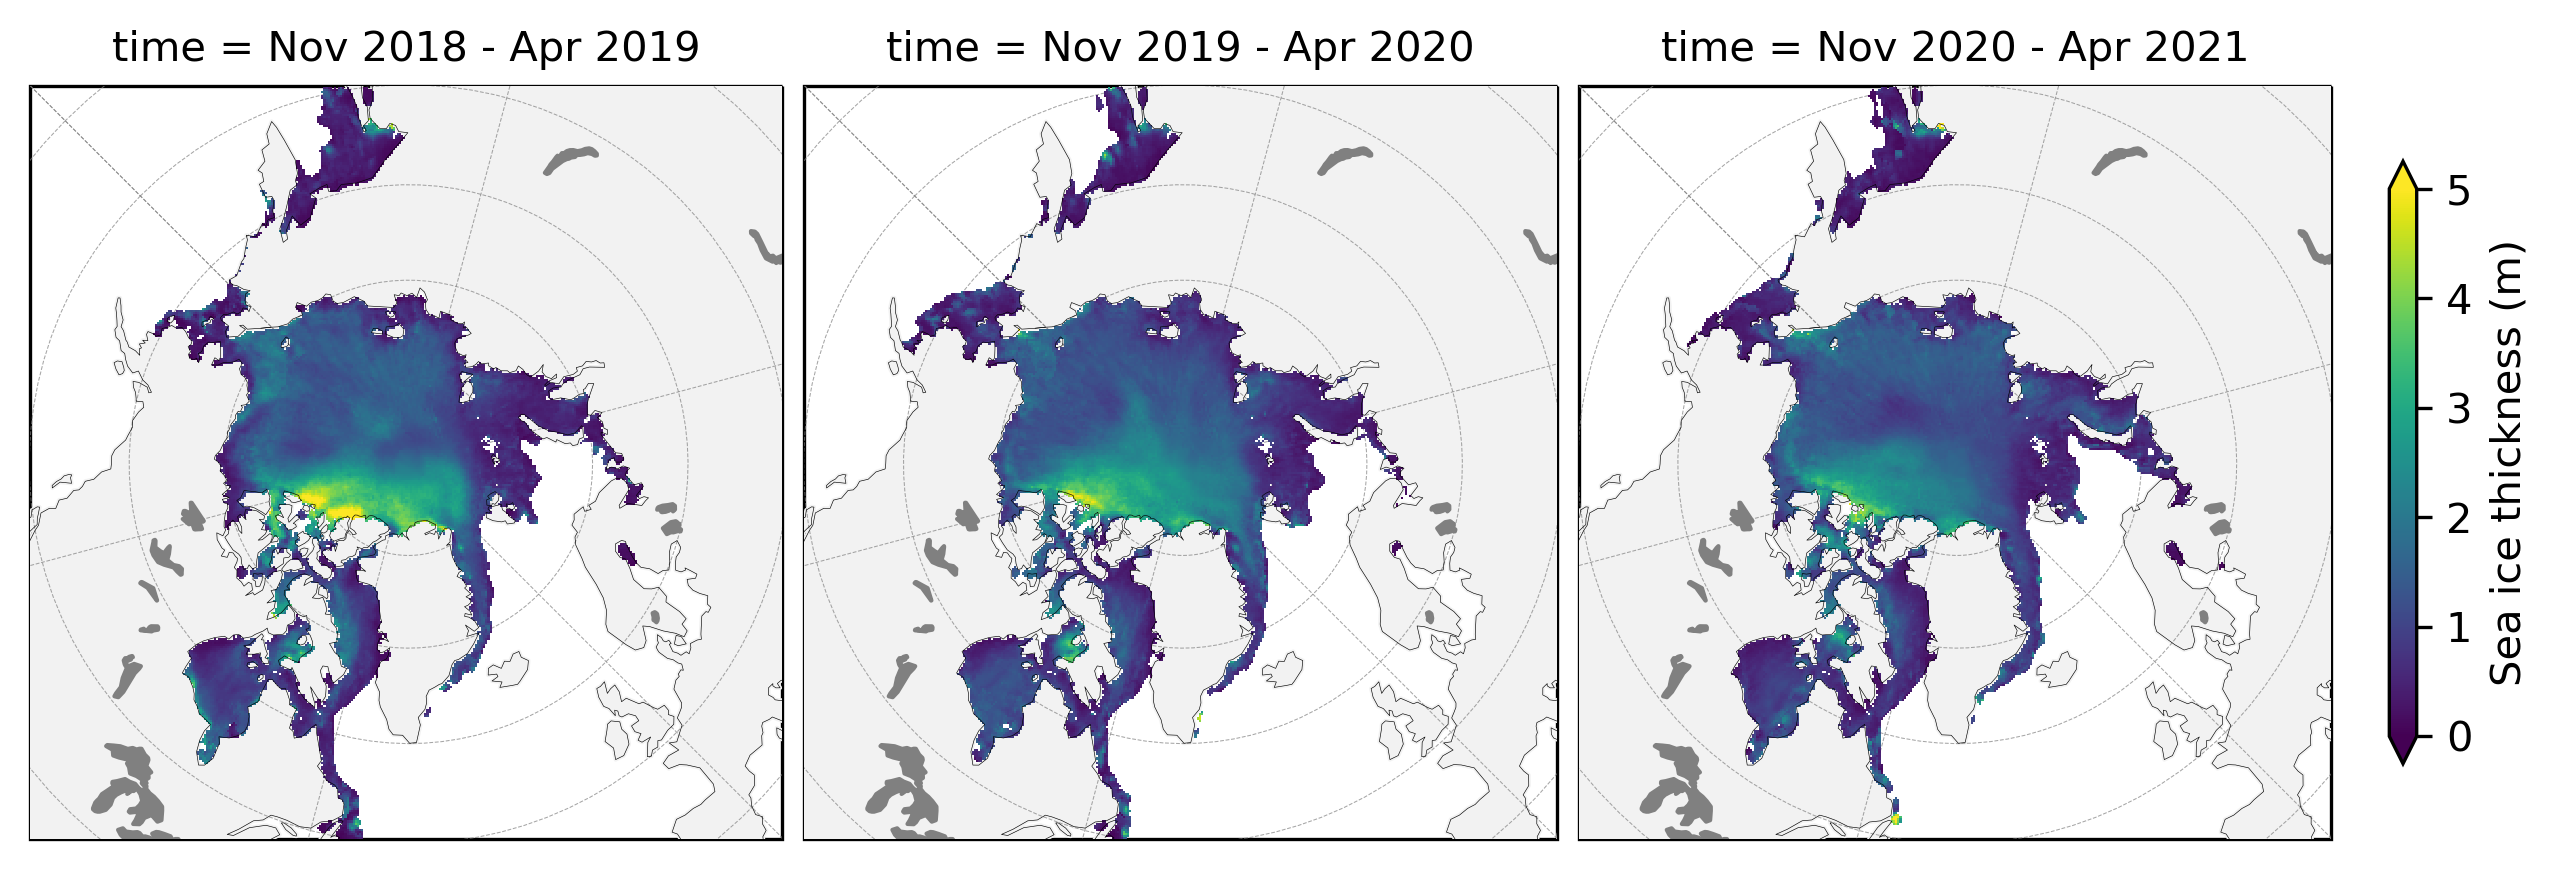 time = Nov 2018 - Apr 2019
time = Nov 2019 - Apr 2020
time = Nov 2020 - Apr 2021
5
4
3
2
1
0
Sea ice thickness (m)